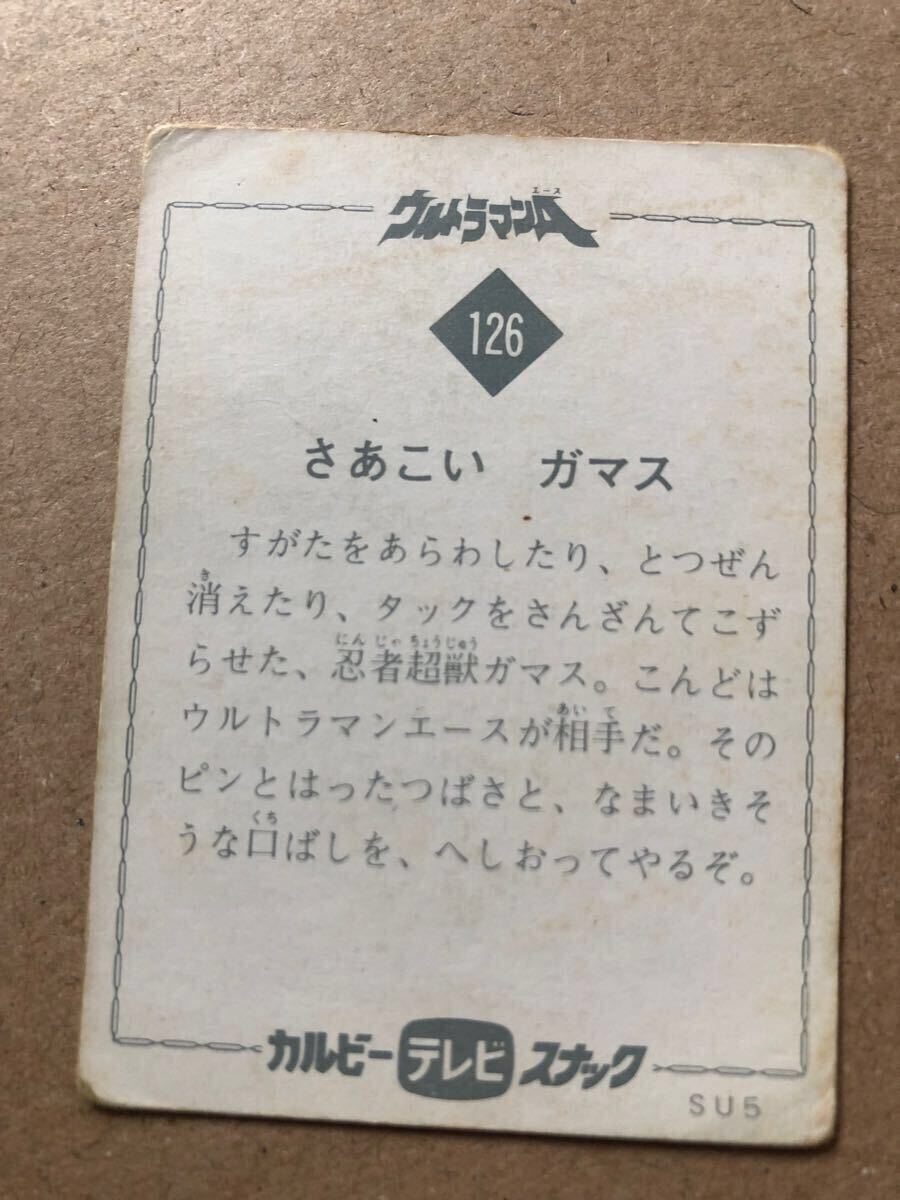 ウルトラマンA
エース
126
さあこい　ガマス
すがたをあらわしたり、とつぜん
消えたり、タックをさんざんてこず
らせた、忍者超獣ガマス。こんどは
ウルトラマンエースが相手だ。その
ピンとはったつばさと、なまいきそ
うな口ばしを、へしおってやるぞ。
カルビーテレビスナック
SU5